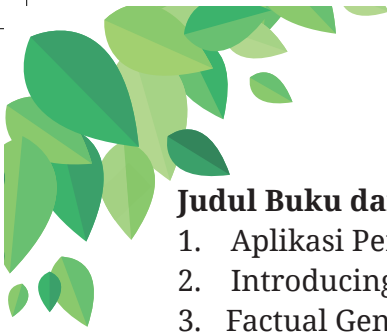 Judul Buku da
1. Aplikasi Pe
2. Introducing
3. Factual Gen